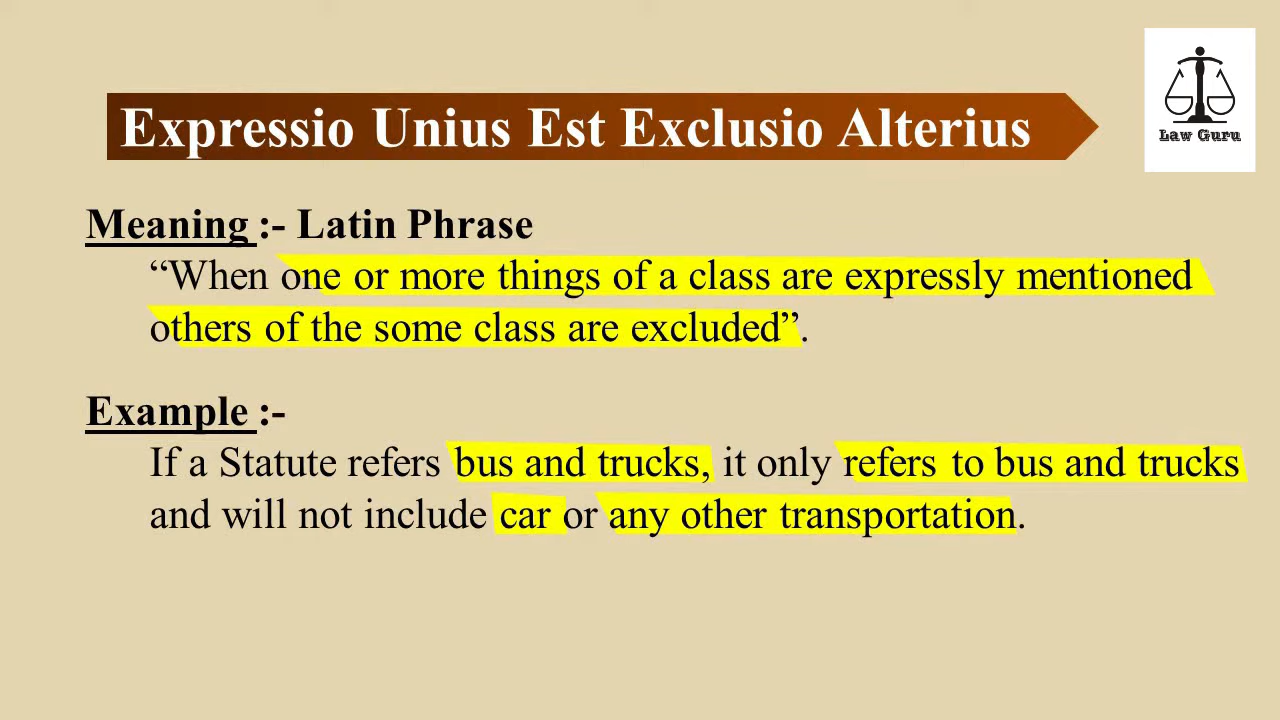 Expressio Unius Est Exclusio Alterius
Law Guru
Meaning :- Latin Phrase
“When one or more things of a class are expressly mentioned
others of the some class are excluded”.
Example :-
If a Statute refers bus and trucks, it only refers to bus and trucks
and will not include car or any other transportation.